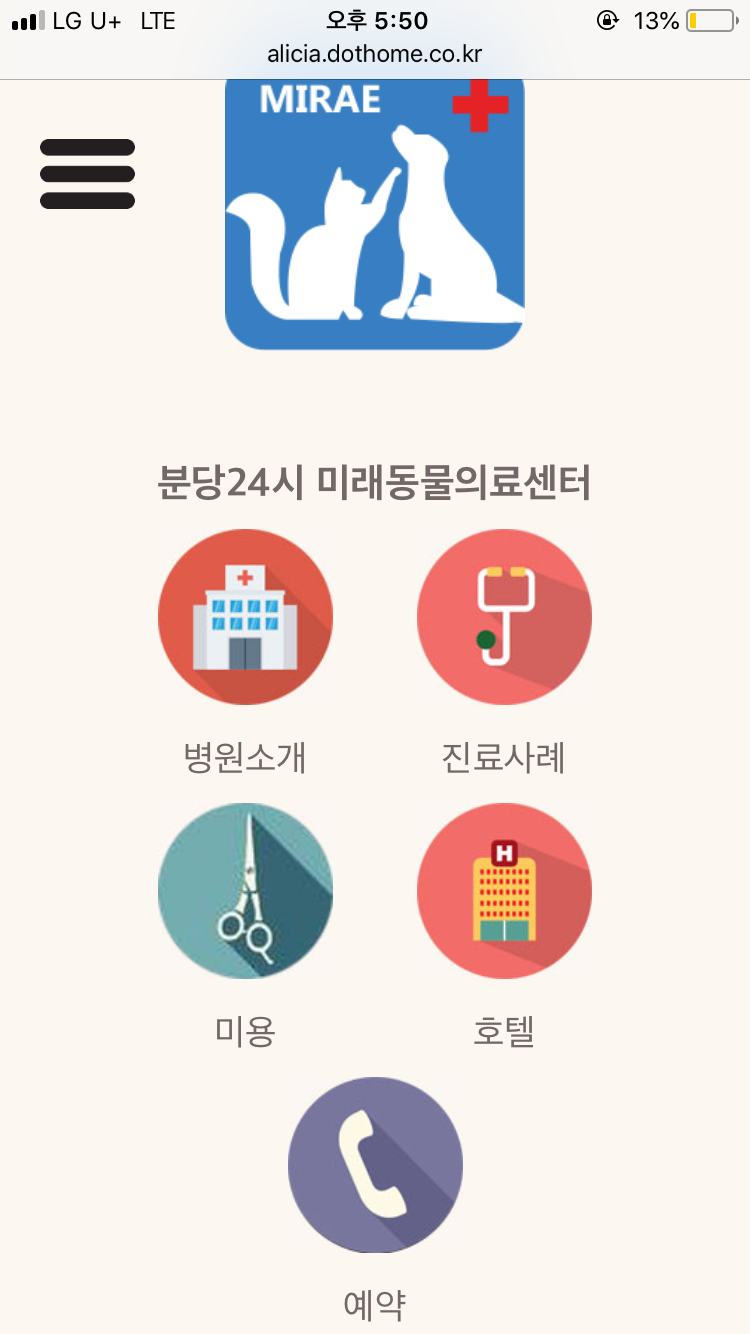 LG U+ LTE 오후 5:50 13%
alicia.dothome.co.kr
MIRAE
분당24시 미래동물의료센터
병원소개 진료사례
H
미용 호텔
예약